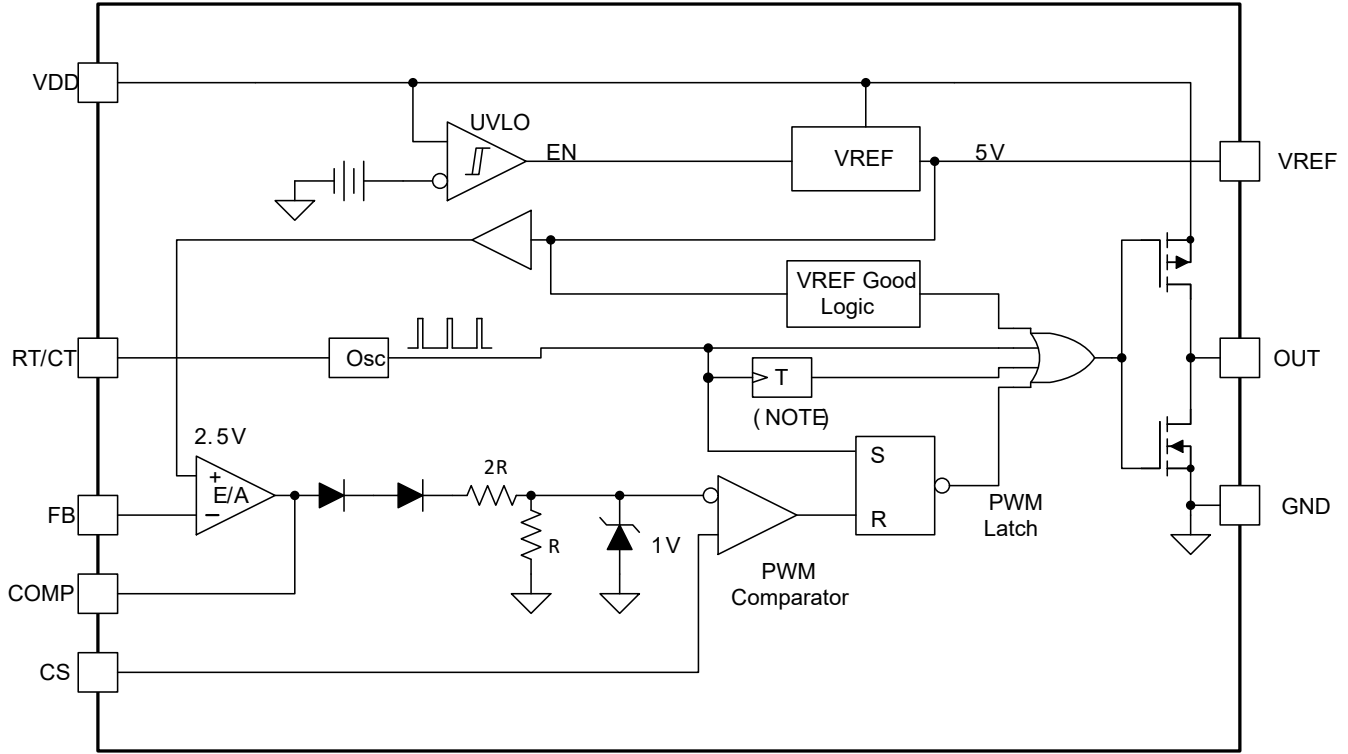 VDD
UVLO
EN
VREF
5V
VREF
VREF Good
Logic
RT/CT
Osc
T
(NOTE)
OUT
2.5V
+
E/A
−
2R
R
1V
S
R
PWM
Latch
FB
GND
COMP
PWM
Comparator
CS